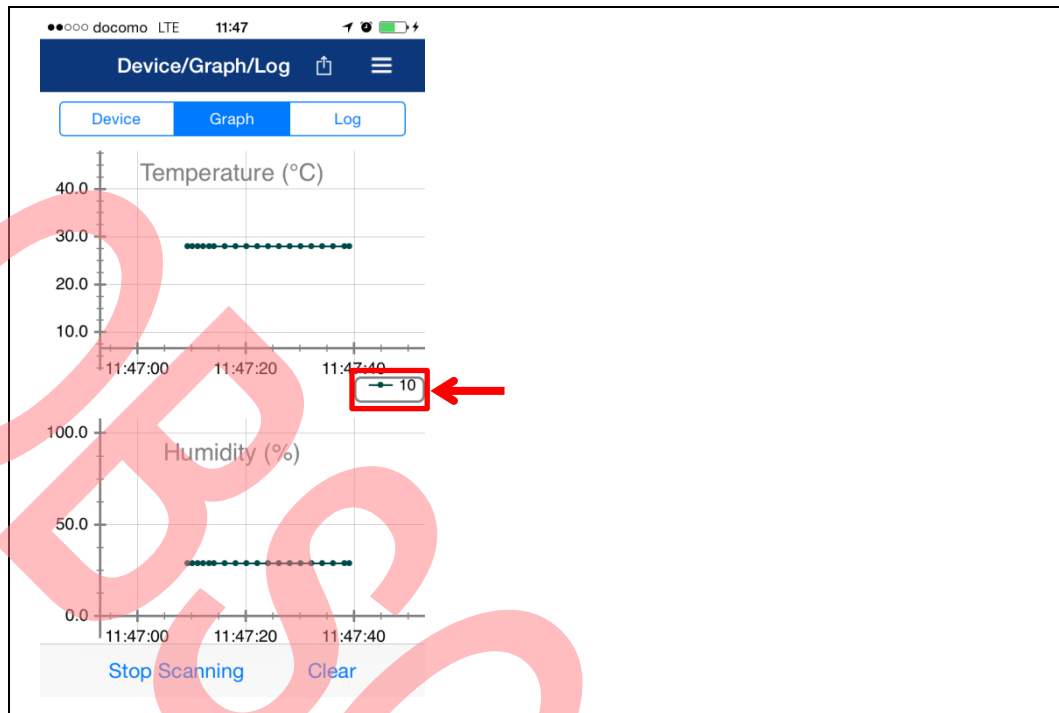 docomo LTE 11:47
Device/Graph/Log
Device Graph Log
Temperature (°C)
40.0
30.0
20.0
10.0
11:47:00 11:47:20 11:47:40
10
100.0
Humidity (%)
50.0
0.0
11:47:00 11:47:20 11:47:40
Stop Scanning Clear